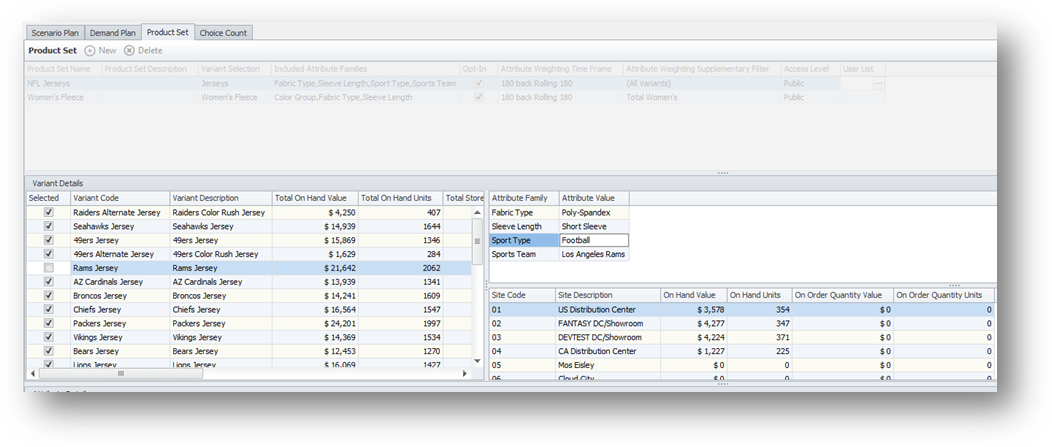 Scenario Plan Demand Plan Product Set Choice Count
Product Set New Delete
Product Set Name Product Set Description Variant Selection Included Attribute Families Opt-In Attribute Weighting Time Frame Attribute Weighting Supplementary Filter Access Level User List
NFL Jerseys Jerseys Fabric Type,Sleeve Length,Sport Type,Sports Team 180 back Rolling 180 (All Variants) Public ...
Women's Fleece Women's Fleece Color Group,Fabric Type,Sleeve Length 180 back Rolling 180 Total Women's Public
Variant Details
Selected Variant Code Variant Description Total On Hand Value Total On Hand Units Total Store
Raiders Alternate Jersey Raiders Color Rush Jersey $ 4,250 407
Seahawks Jersey Seahawks Jersey $ 14,939 1644
49ers Jersey 49ers Jersey $ 15,869 1346
49ers Alternate Jersey 49ers Color Rush Jersey $ 1,629 284
Rams Jersey Rams Jersey $ 21,642 2062
AZ Cardinals Jersey AZ Cardinals Jersey $ 13,939 1341
Broncos Jersey Broncos Jersey $ 14,241 1609
Chiefs Jersey Chiefs Jersey $ 16,564 1547
Packers Jersey Packers Jersey $ 24,201 1997
Vikings Jersey Vikings Jersey $ 14,369 1534
Bears Jersey Bears Jersey $ 12,453 1270
Lions Jersey Lions Jersey $ 16,069 1427
Attribute Family Attribute Value
Fabric Type Poly-Spandex
Sleeve Length Short Sleeve
Sport Type Football
Sports Team Los Angeles Rams
Site Code Site Description On Hand Value On Hand Units On Order Quantity Value On Order Quantity Units
01 US Distribution Center $ 3,578 354 $ 0 0
02 FANTASY DC/Showroom $ 4,277 347 $ 0 0
03 DEVTEST DC/Showroom $ 4,224 371 $ 0 0
04 CA Distribution Center $ 1,227 225 $ 0 0
05 Mos Eisley $ 0 0 $ 0 0
06 Cloud City $ 0 0 $ 0 0